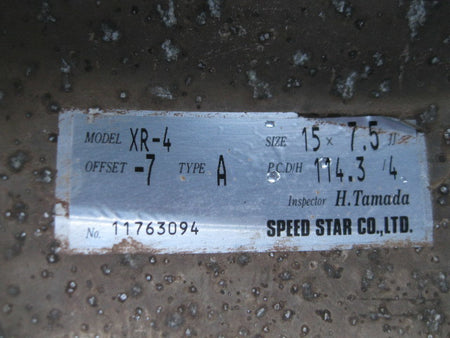 MODEL XR-4 SIZE 15 × 7.5 JJ
OFFSET -7 TYPE A P.C.D/H 114.3 / 4
Inspector H.Tamada
No. 11763094 SPEED STAR CO.,LTD.